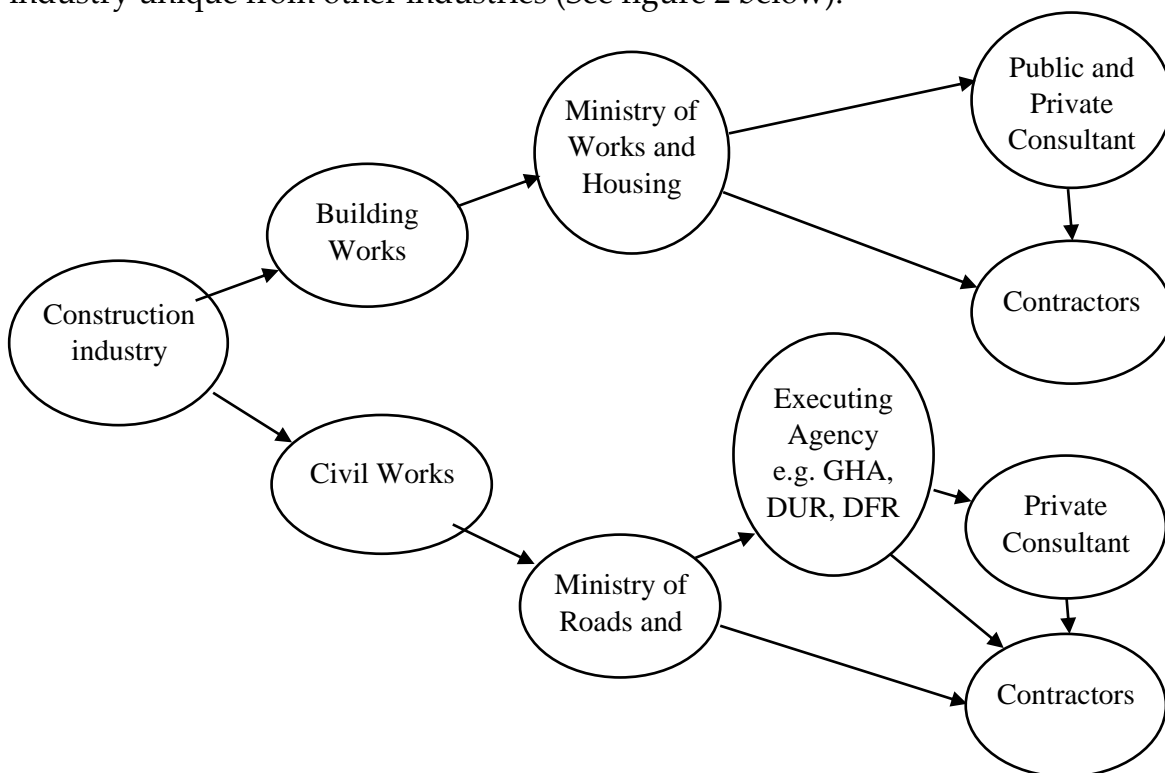 industry unique from other industries (See figure 2 below).
Public and
Private
Consultant
Ministry of
Works and
Housing
Building
Works
Contractors
Construction
industry
Executing
Agency
e.g. GHA,
DUR, DFR
Civil Works
Private
Consultant
Ministry of
Roads and
Contractors